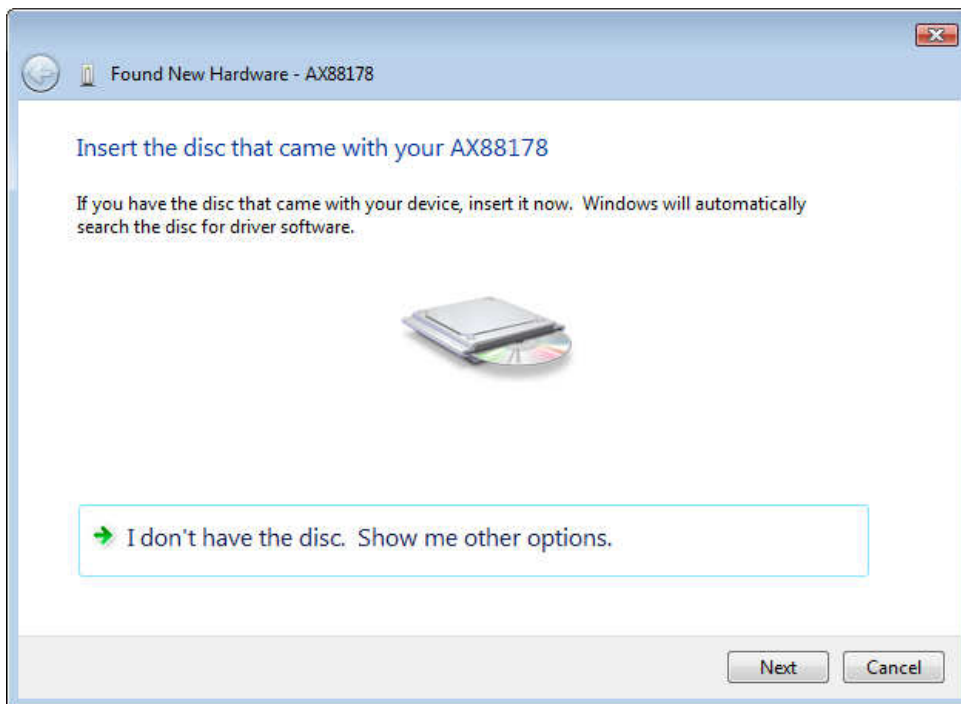 Found New Hardware - AX88178
Insert the disc that came with your AX88178
If you have the disc that came with your device, insert it now.  Windows will automatically
search the disc for driver software.
I don't have the disc.  Show me other options.
Next
Cancel